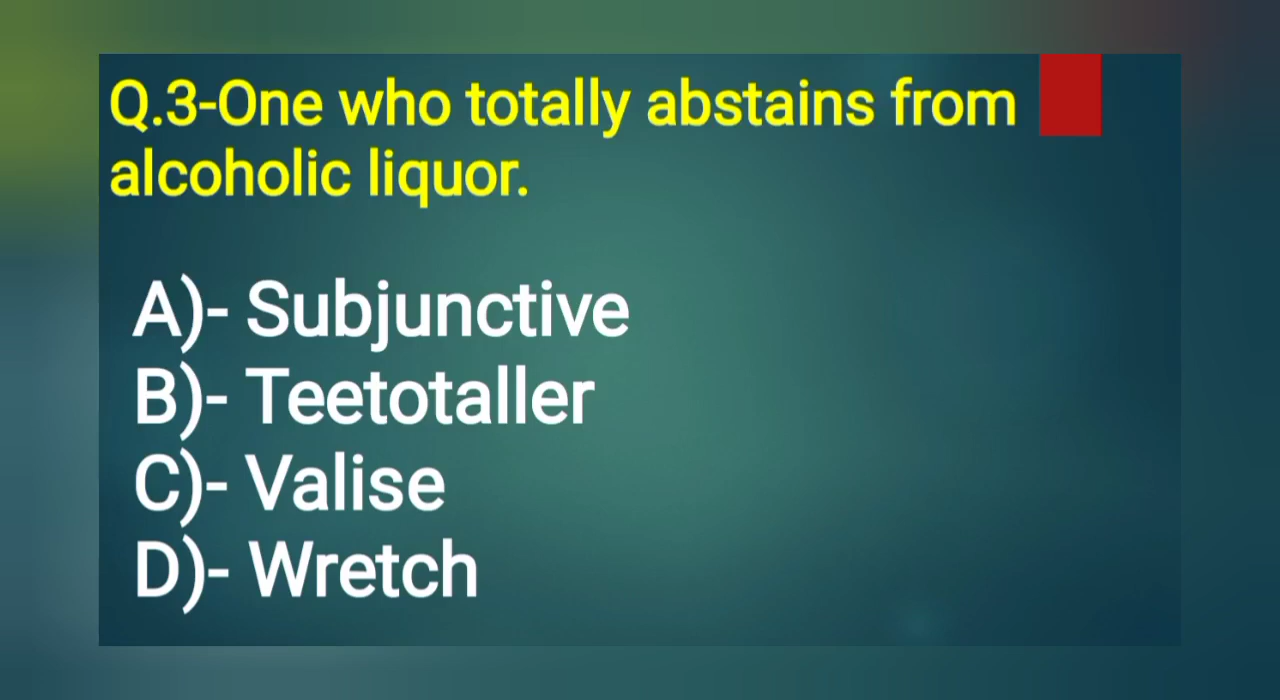 Q.3-One who totally abstains from
alcoholic liquor.
A)- Subjunctive
B)- Teetotaller
C)- Valise
D)- Wretch